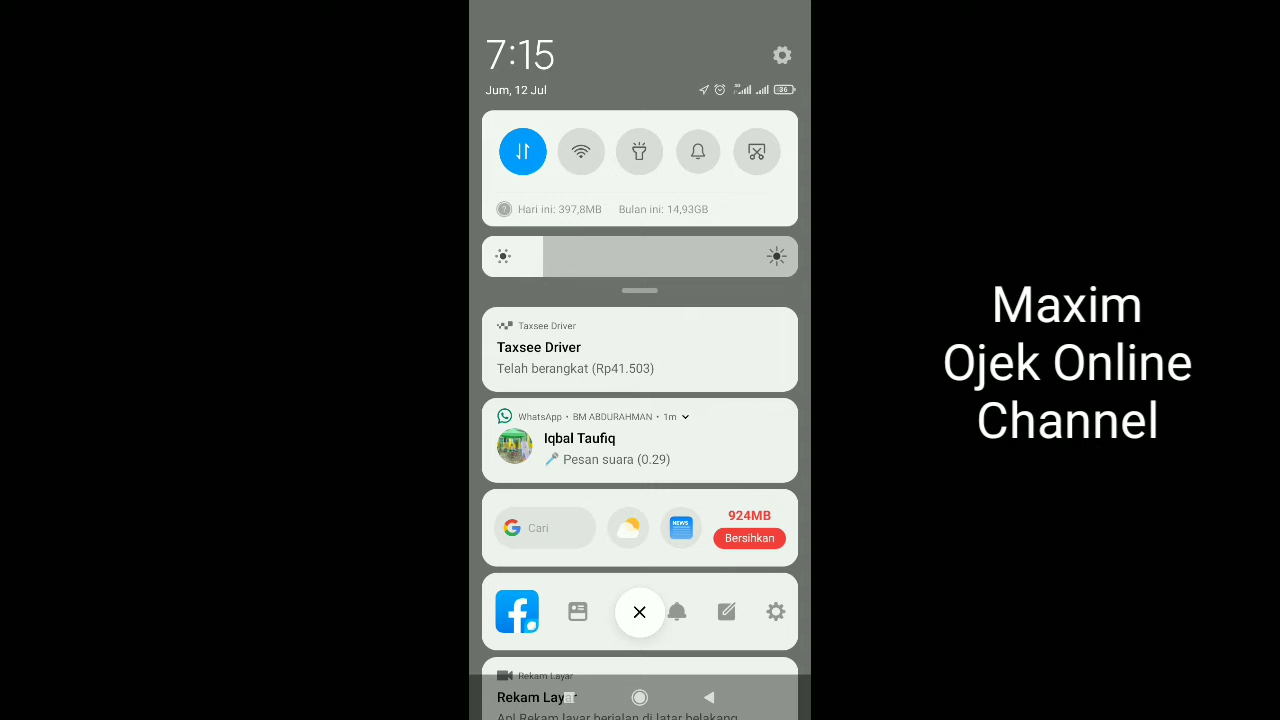 7:15
Jum, 12 Jul
36
Hari ini: 397,8MB Bulan ini: 14,93GB
Taxsee Driver
Taxsee Driver
Telah berangkat (Rp41.503)
WhatsApp • BM ABDURAHMAN • 1m
Iqbal Taufiq
Pesan suara (0.29)
Cari
NEWS
924MB
Bersihkan
Rekam Layar
Rekam Layar
Apl Rekam layar berjalan di latar belakang
Maxim
Ojek Online
Channel